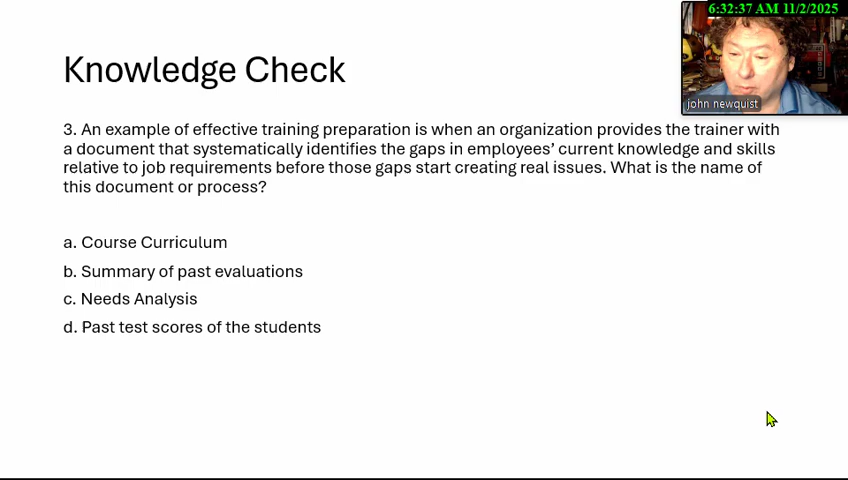 6:32:37 AM 11/2/2025
john newquist
Knowledge Check
3. An example of effective training preparation is when an organization provides the trainer with
a document that systematically identifies the gaps in employees’ current knowledge and skills
relative to job requirements before those gaps start creating real issues. What is the name of
this document or process?
a. Course Curriculum
b. Summary of past evaluations
c. Needs Analysis
d. Past test scores of the students